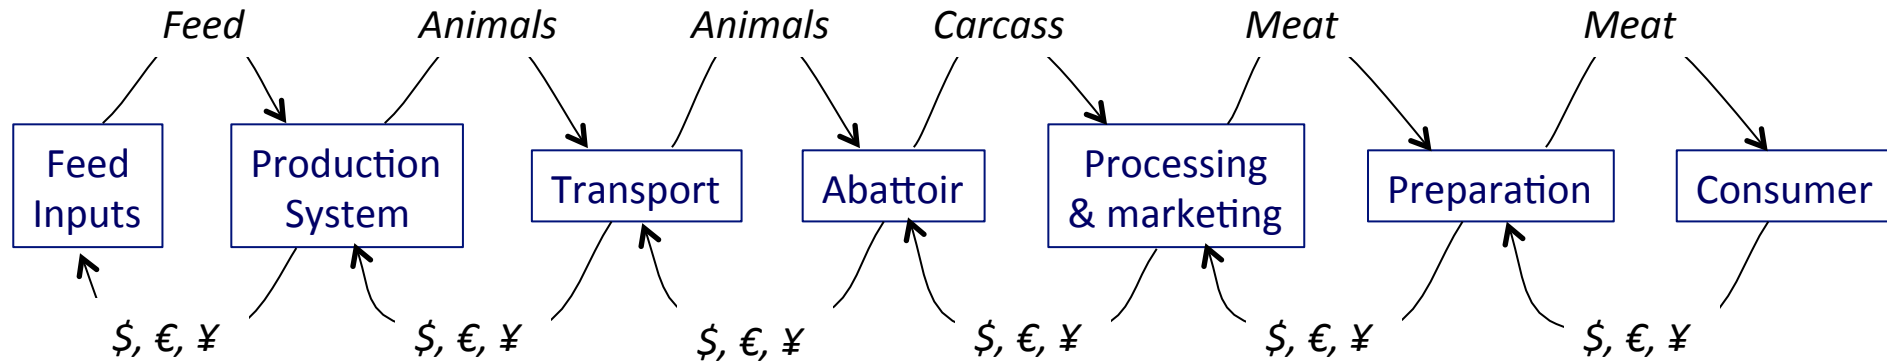 Feed
Animals
Animals
Carcass
Meat
Meat
Feed
Inputs
Production
System
Transport
Abattoir
Processing
& marketing
Preparation
Consumer
$, €, ¥
$, €, ¥
$, €, ¥
$, €, ¥
$, €, ¥
$, €, ¥